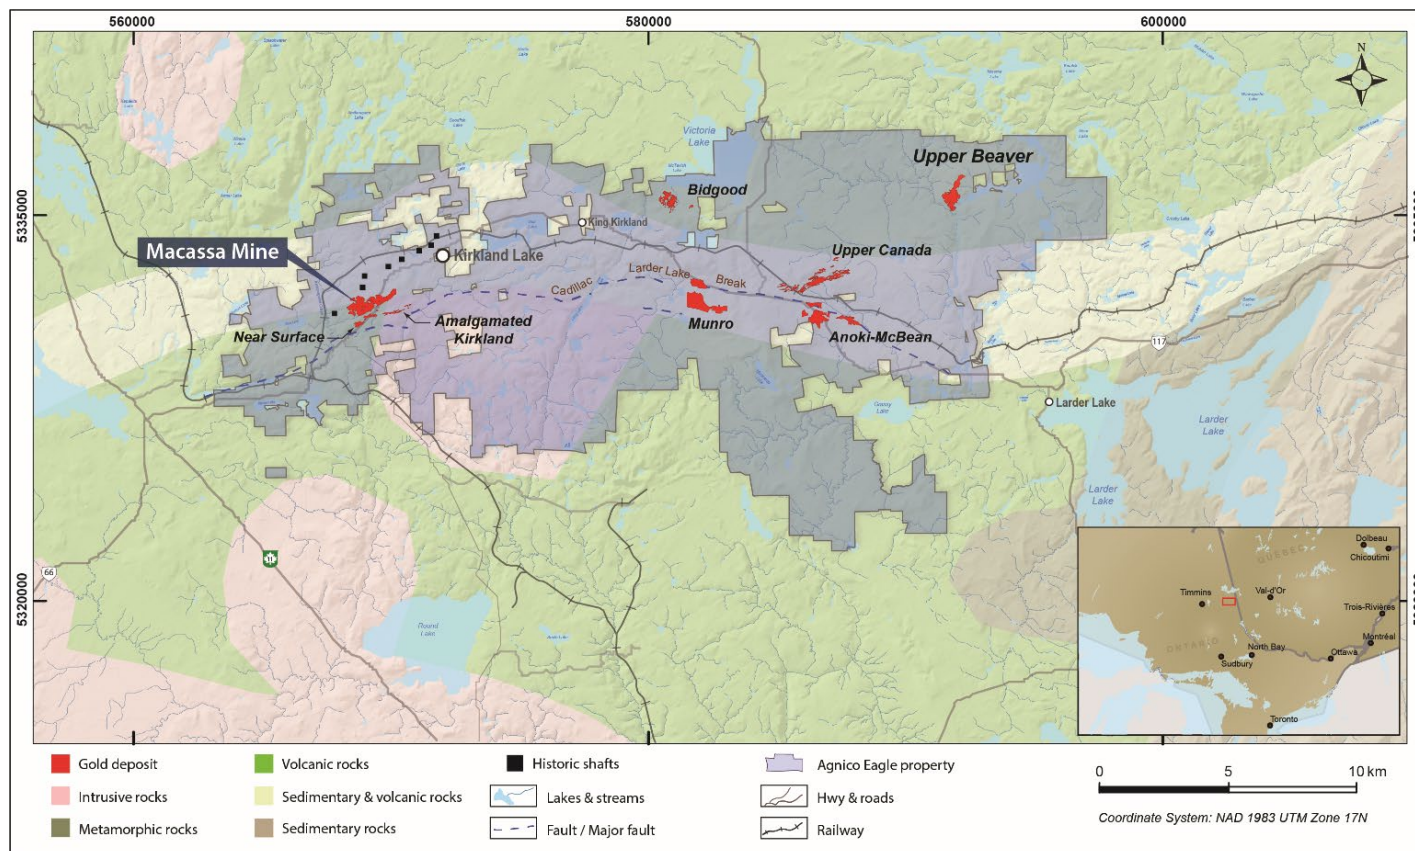 560000
580000
600000
N
5335000
5320000
Victoria
Lake
Upper Beaver
Bidgood
King Kirkland
Macassa Mine
Kirkland Lake
Upper Canada
Cadillac
Larder Lake
Break
Near Surface
Amalgamated
Kirkland
Munro
Anoki-McBean
117
Larder Lake
Larder
Lake
Larder
Lake
66
11
Round
Lake
QUEBEC
ONTARIO
Dolbeau
Chicoutimi
Timmins
Val-d'Or
Trois-Rivières
Montréal
North Bay
Ottawa
Sudbury
Toronto
Gold deposit
Intrusive rocks
Metamorphic rocks
Volcanic rocks
Sedimentary & volcanic rocks
Sedimentary rocks
Historic shafts
Lakes & streams
Fault / Major fault
Agnico Eagle property
Hwy & roads
Railway
0 5 10 km
Coordinate System: NAD 1983 UTM Zone 17N